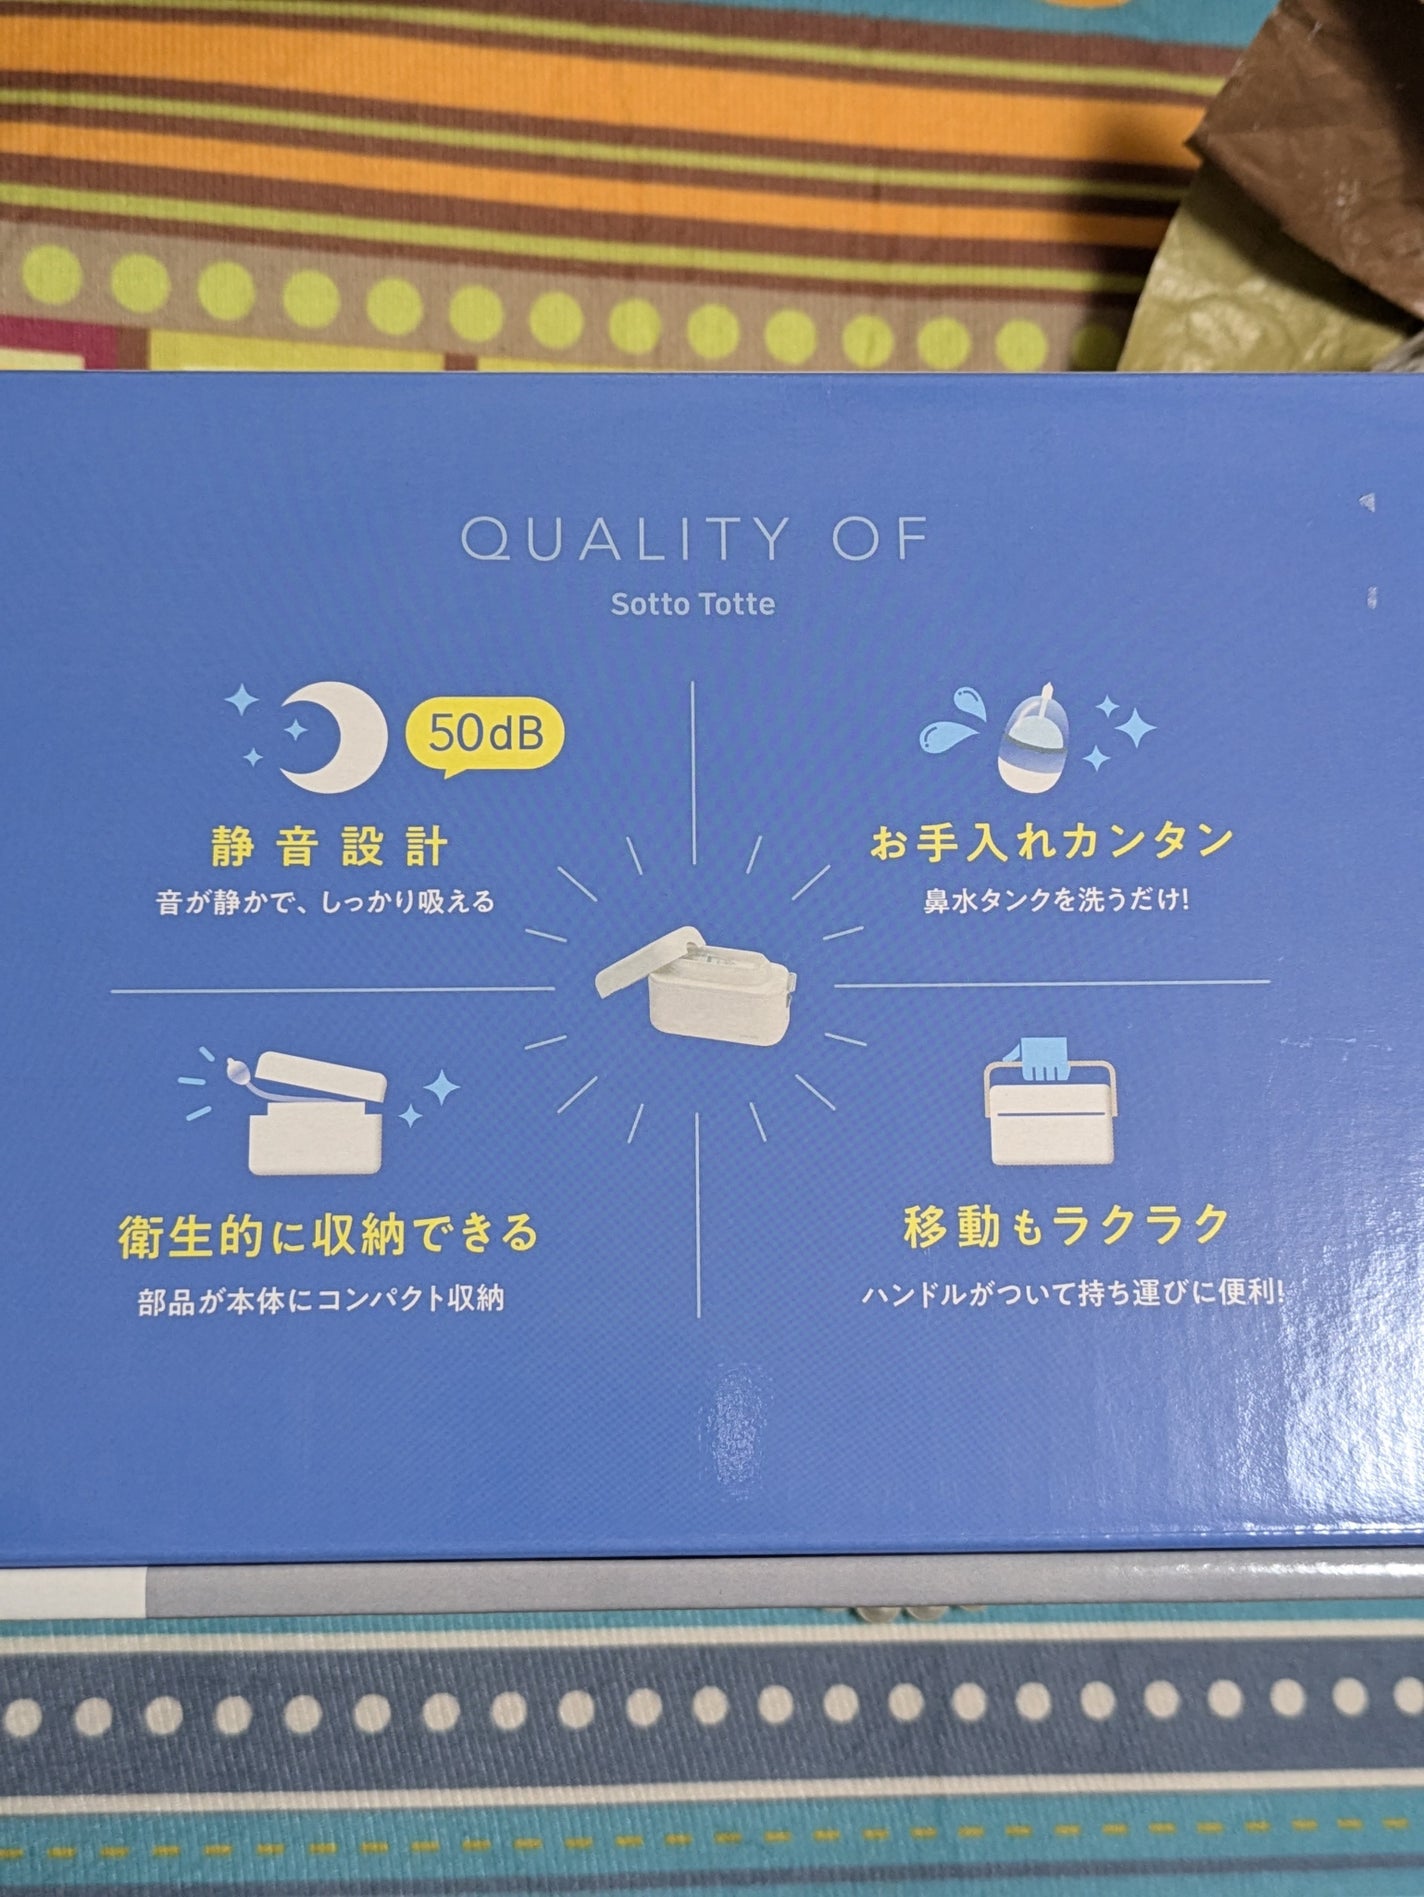 QUALITY OF
Sotto Totte
50dB
静音設計
音が静かで、しっかり吸える
お手入れカンタン
鼻水タンクを洗うだけ!
衛生的に収納できる
部品が本体にコンパクト収納
移動もラクラク
ハンドルがついて持ち運びに便利!